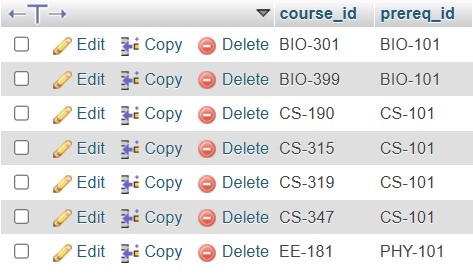 course_id prereq_id
Edit Copy Delete BIO-301 BIO-101
Edit Copy Delete BIO-399 BIO-101
Edit Copy Delete CS-190 CS-101
Edit Copy Delete CS-315 CS-101
Edit Copy Delete CS-319 CS-101
Edit Copy Delete CS-347 CS-101
Edit Copy Delete EE-181 PHY-101